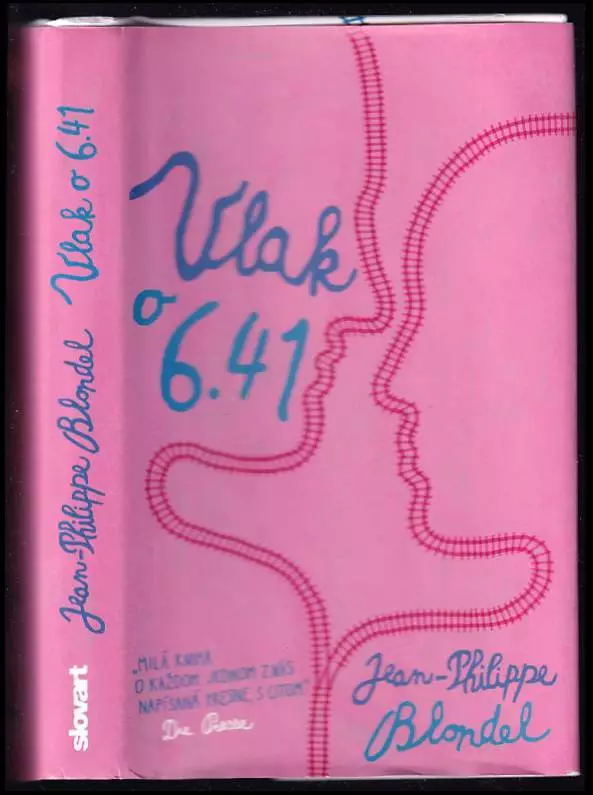 Jean-Philippe Blondel Vlak o 6.41
slovart
Vlak
o
6.41
„MILÁ KNIHA
O KAŽDOM JEDNOM Z NÁS
NAPÍSANÁ PRESNE, S CITOM“
Die Presse
Jean-Philippe
Blondel